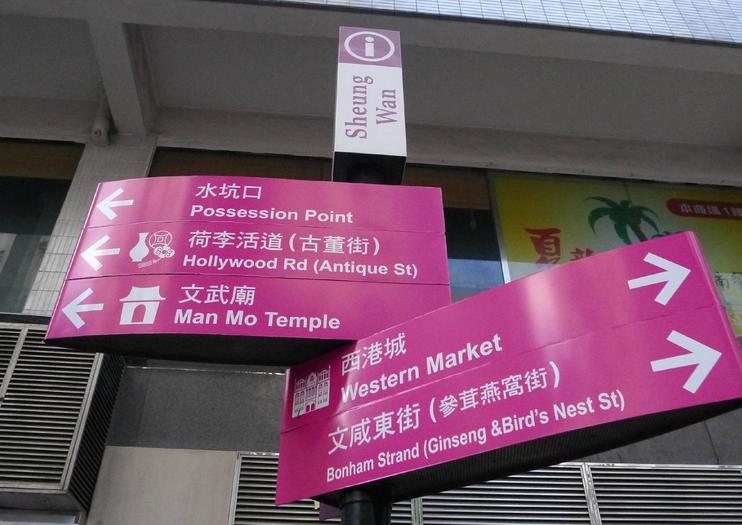 i
Sheung
Wan
水坑口
Possession Point
荷李活道(古董街)
Hollywood Rd (Antique St)
文武廟
Man Mo Temple
西港城
Western Market
文咸東街(參茸燕窩街)
Bonham Strand (Ginseng &Bird's Nest St)
夏